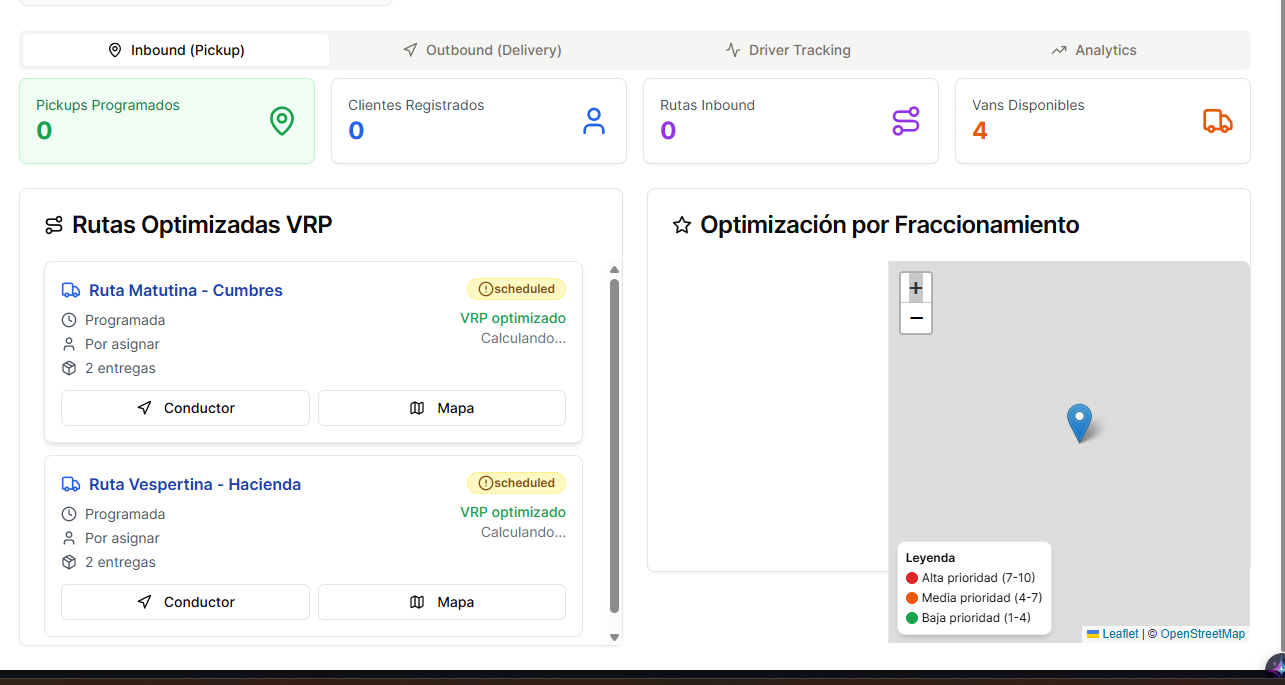 Inbound (Pickup)
Outbound (Delivery)
Driver Tracking
Analytics
Pickups Programados
0
Clientes Registrados
0
Rutas Inbound
0
Vans Disponibles
4
Rutas Optimizadas VRP
Ruta Matutina - Cumbres
scheduled
Programada
VRP optimizado
Por asignar
Calculando...
2 entregas
Conductor
Mapa
Ruta Vespertina - Hacienda
scheduled
Programada
VRP optimizado
Por asignar
Calculando...
2 entregas
Conductor
Mapa
Optimización por Fraccionamiento
+
−
Leyenda
Alta prioridad (7-10)
Media prioridad (4-7)
Baja prioridad (1-4)
Leaflet | © OpenStreetMap